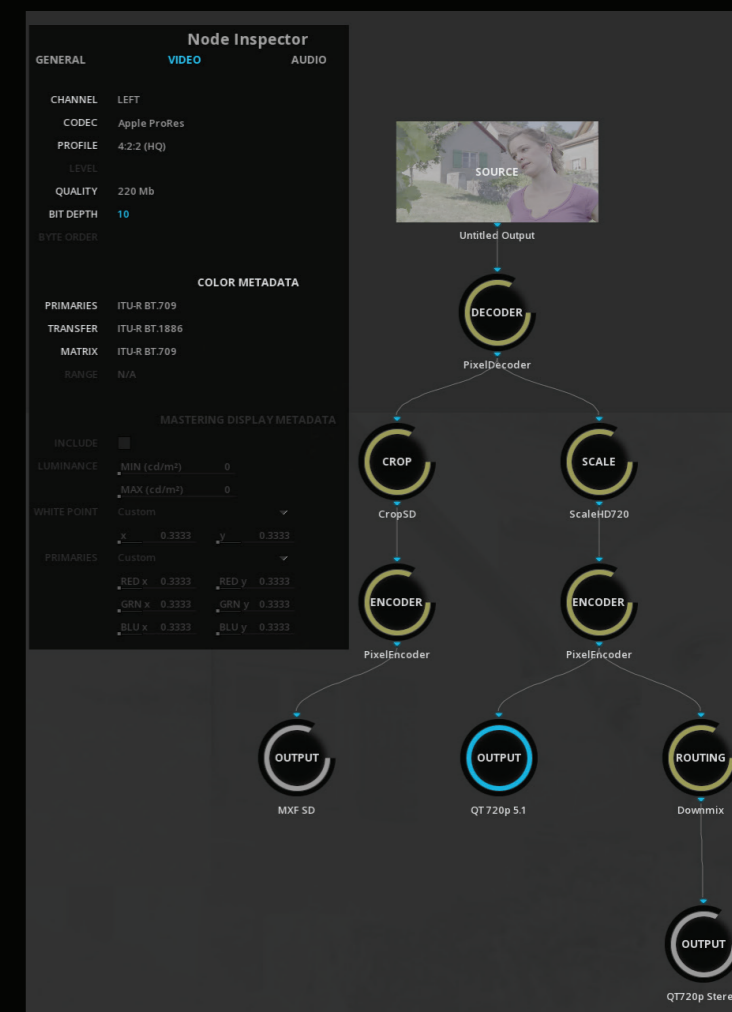 Node Inspector
GENERAL VIDEO AUDIO
CHANNEL LEFT
CODEC Apple ProRes
PROFILE 4:2:2 (HQ)
LEVEL
QUALITY 220 Mb
BIT DEPTH 10
BYTE ORDER
COLOR METADATA
PRIMARIES ITU-R BT.709
TRANSFER ITU-R BT.1886
MATRIX ITU-R BT.709
RANGE N/A
MASTERING DISPLAY METADATA
INCLUDE
LUMINANCE MIN (cd/m²) 0
MAX (cd/m²) 0
WHITE POINT Custom
x 0.3333 y 0.3333
PRIMARIES Custom
RED x 0.3333 RED y 0.3333
GRN x 0.3333 GRN y 0.3333
BLU x 0.3333 BLU y 0.3333
SOURCE
Untitled Output
DECODER
PixelDecoder
CROP SCALE
CropSD ScaleHD720
ENCODER ENCODER
PixelEncoder PixelEncoder
OUTPUT OUTPUT ROUTING
MXF SD QT 720p 5.1 Downmix
OUTPUT
QT720p Stere